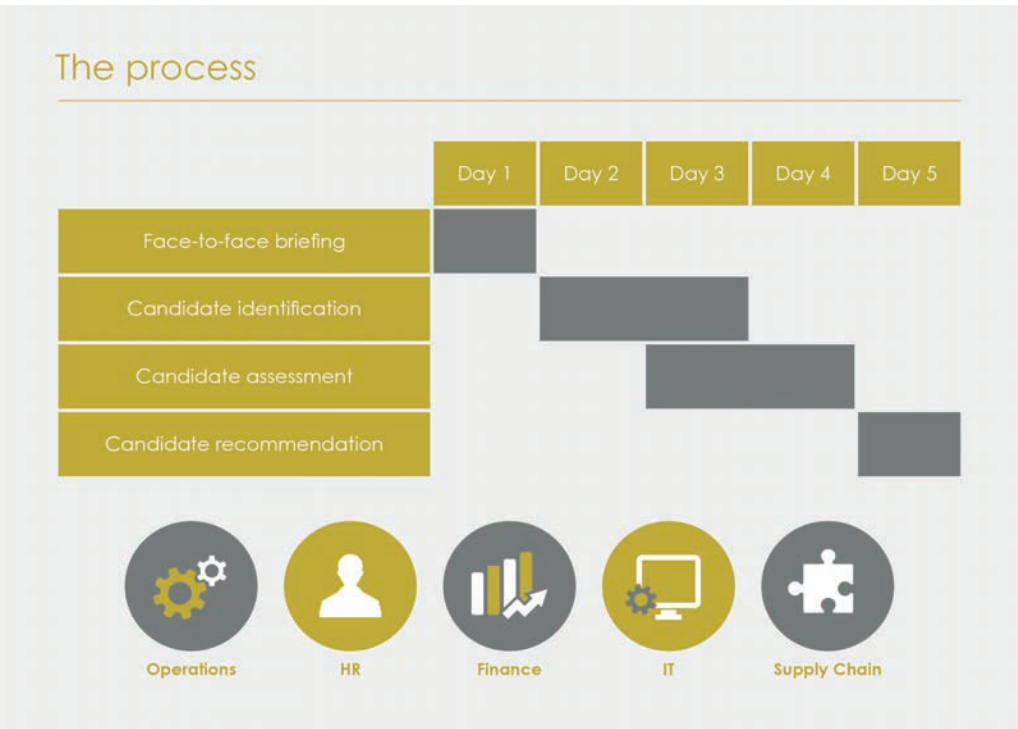 The process
Day 1 Day 2 Day 3 Day 4 Day 5
Face-to-face briefing
Candidate identification
Candidate assessment
Candidate recommendation
Operations HR Finance IT Supply Chain